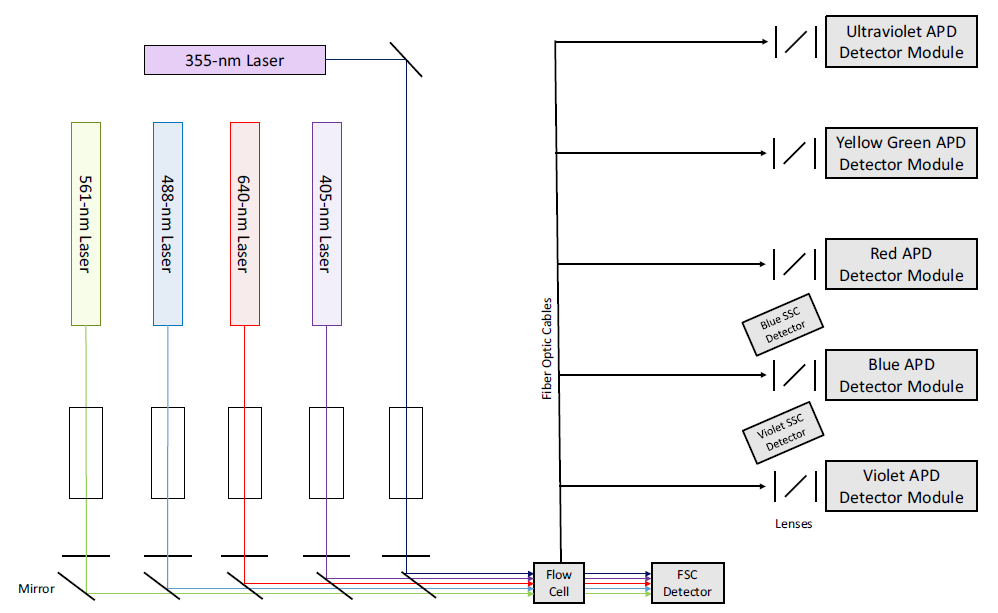 355-nm Laser
561-nm Laser
488-nm Laser
640-nm Laser
405-nm Laser
Mirror
Flow
Cell
FSC
Detector
Fiber Optic Cables
Ultraviolet APD
Detector Module
Yellow Green APD
Detector Module
Red APD
Detector Module
Blue SSC
Detector
Blue APD
Detector Module
Violet SSC
Detector
Violet APD
Detector Module
Lenses